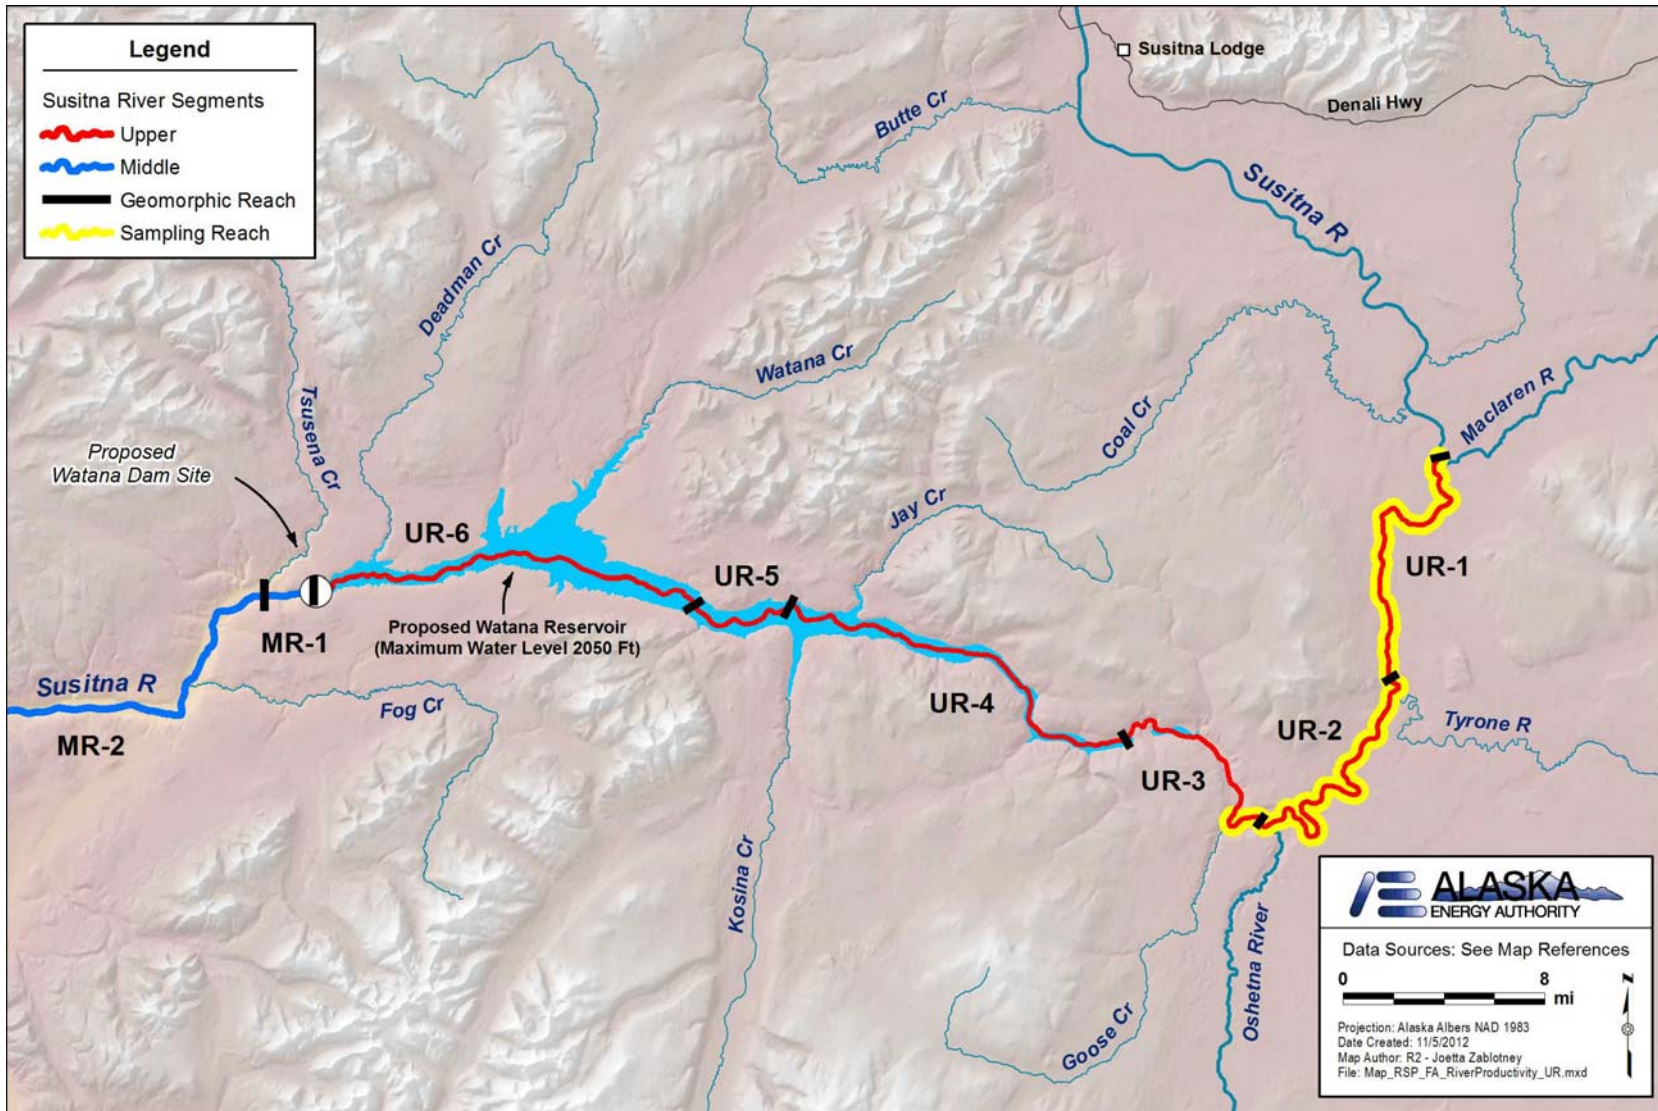 Legend
Susitna River Segments
Upper
Middle
Geomorphic Reach
Sampling Reach
Susitna Lodge
Denali Hwy
Butte Cr
Susitna R
Deadman Cr
Watana Cr
Coal Cr
Maclaren R
Tsusena Cr
Proposed
Watana Dam Site
Jay Cr
UR-6
UR-5
UR-1
Proposed Watana Reservoir
(Maximum Water Level 2050 Ft)
MR-1
Susitna R
Fog Cr
UR-4
UR-2
Tyrone R
MR-2
UR-3
Kosina Cr
Oshetna River
Goose Cr
ALASKA
ENERGY AUTHORITY
Data Sources: See Map References
0 8
mi
N
Projection: Alaska Albers NAD 1983
Date Created: 11/5/2012
Map Author: R2 - Joetta Zablotney
File: Map_RSP_FA_RiverProductivity_UR.mxd